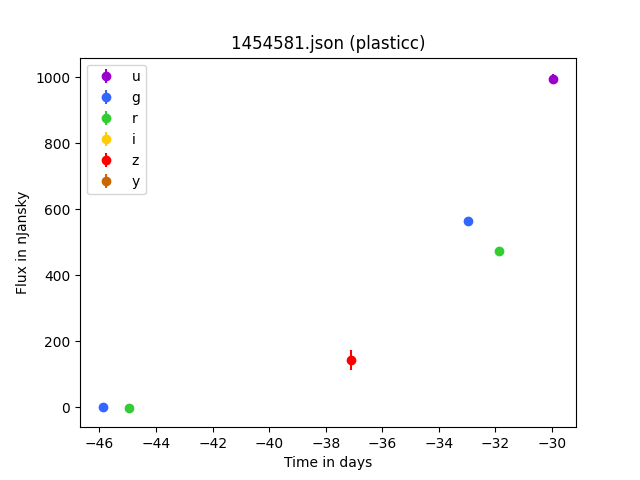 1454581.json (plasticc)
u
g
r
i
z
y
1000
800
600
400
200
0
Flux in nJansky
−46 −44 −42 −40 −38 −36 −34 −32 −30
Time in days